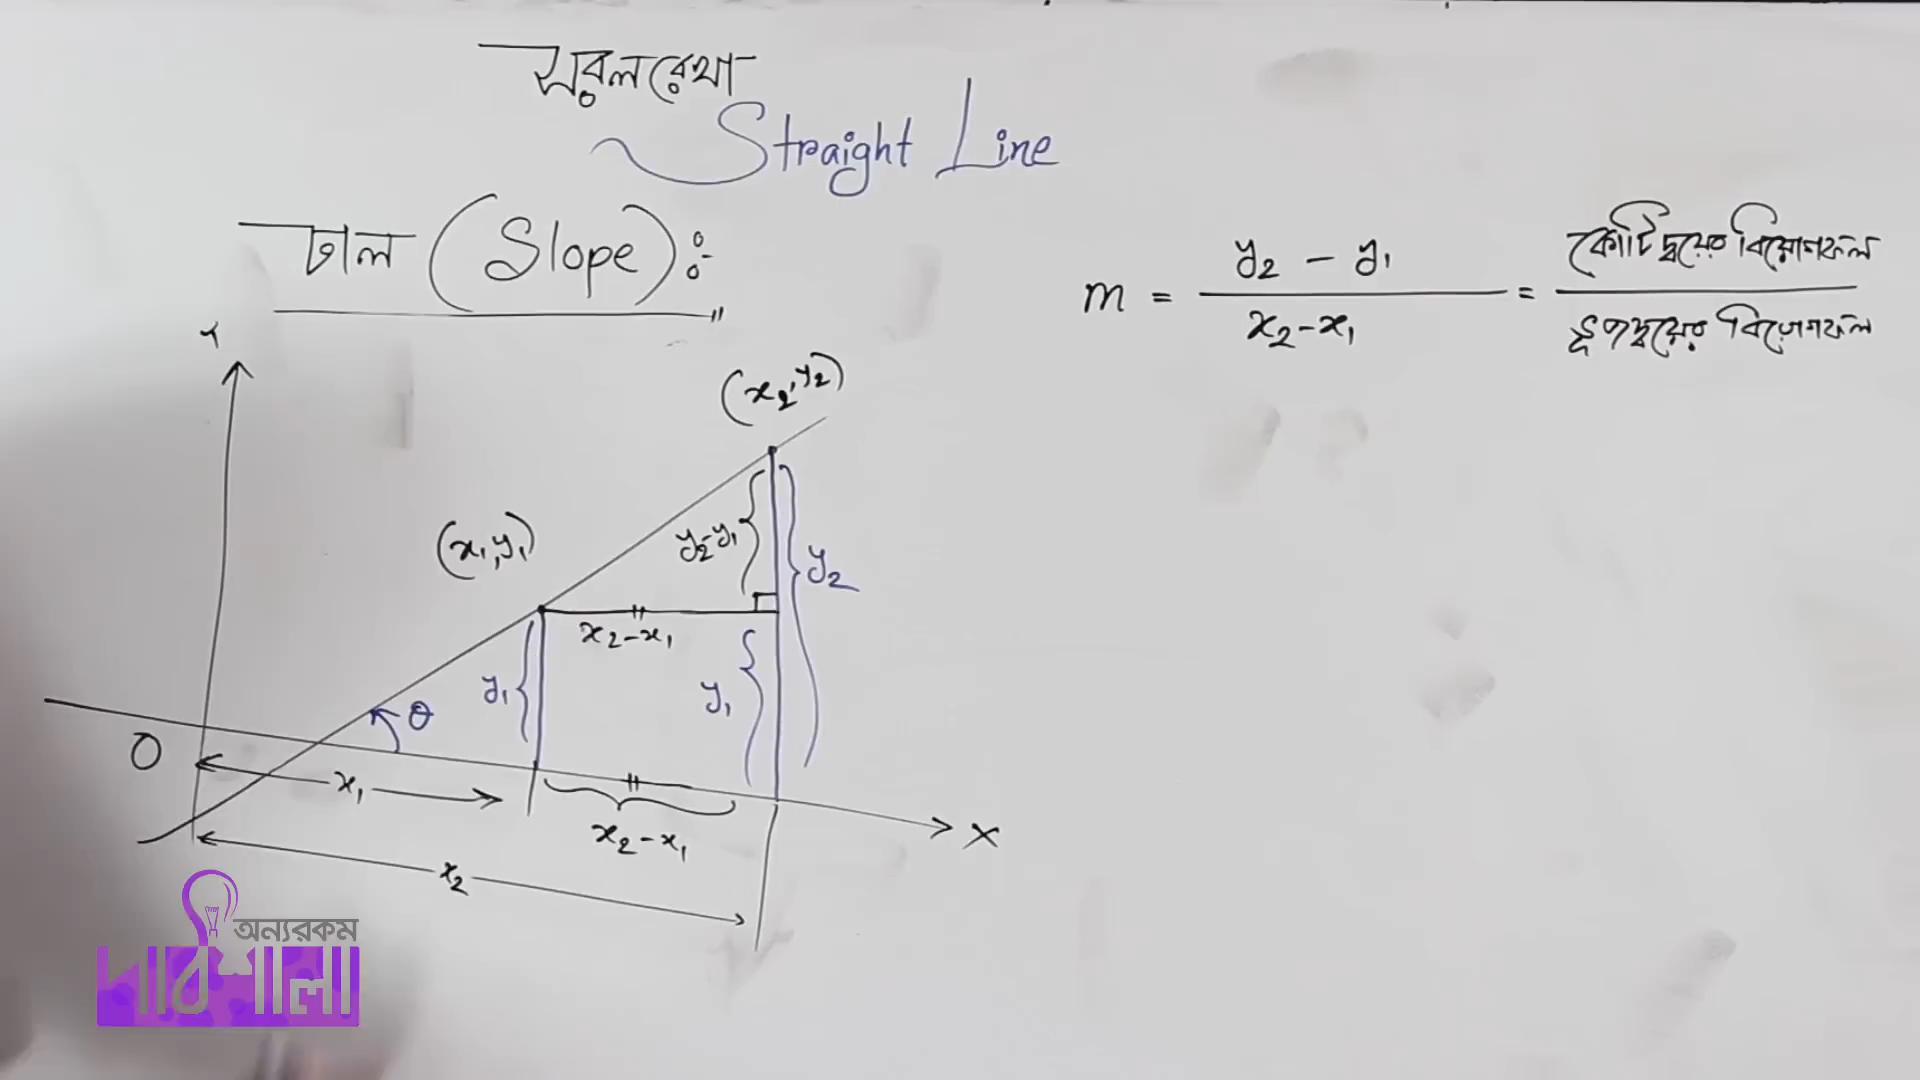 সরলরেখা
Straight Line
ঢাল (Slope):
m = y₂ - y₁ / x₂ - x₁ = কোটিদ্বয়ের বিয়োগফল / ভুজদ্বয়ের বিয়োগফল
Y
(x₂, y₂)
(x₁, y₁)
y₂-y₁
y₂
x₂-x₁
y₁
y₁
θ
O
x₁
x₂-x₁
X
x₂
অন্যরকম
পাঠশালা